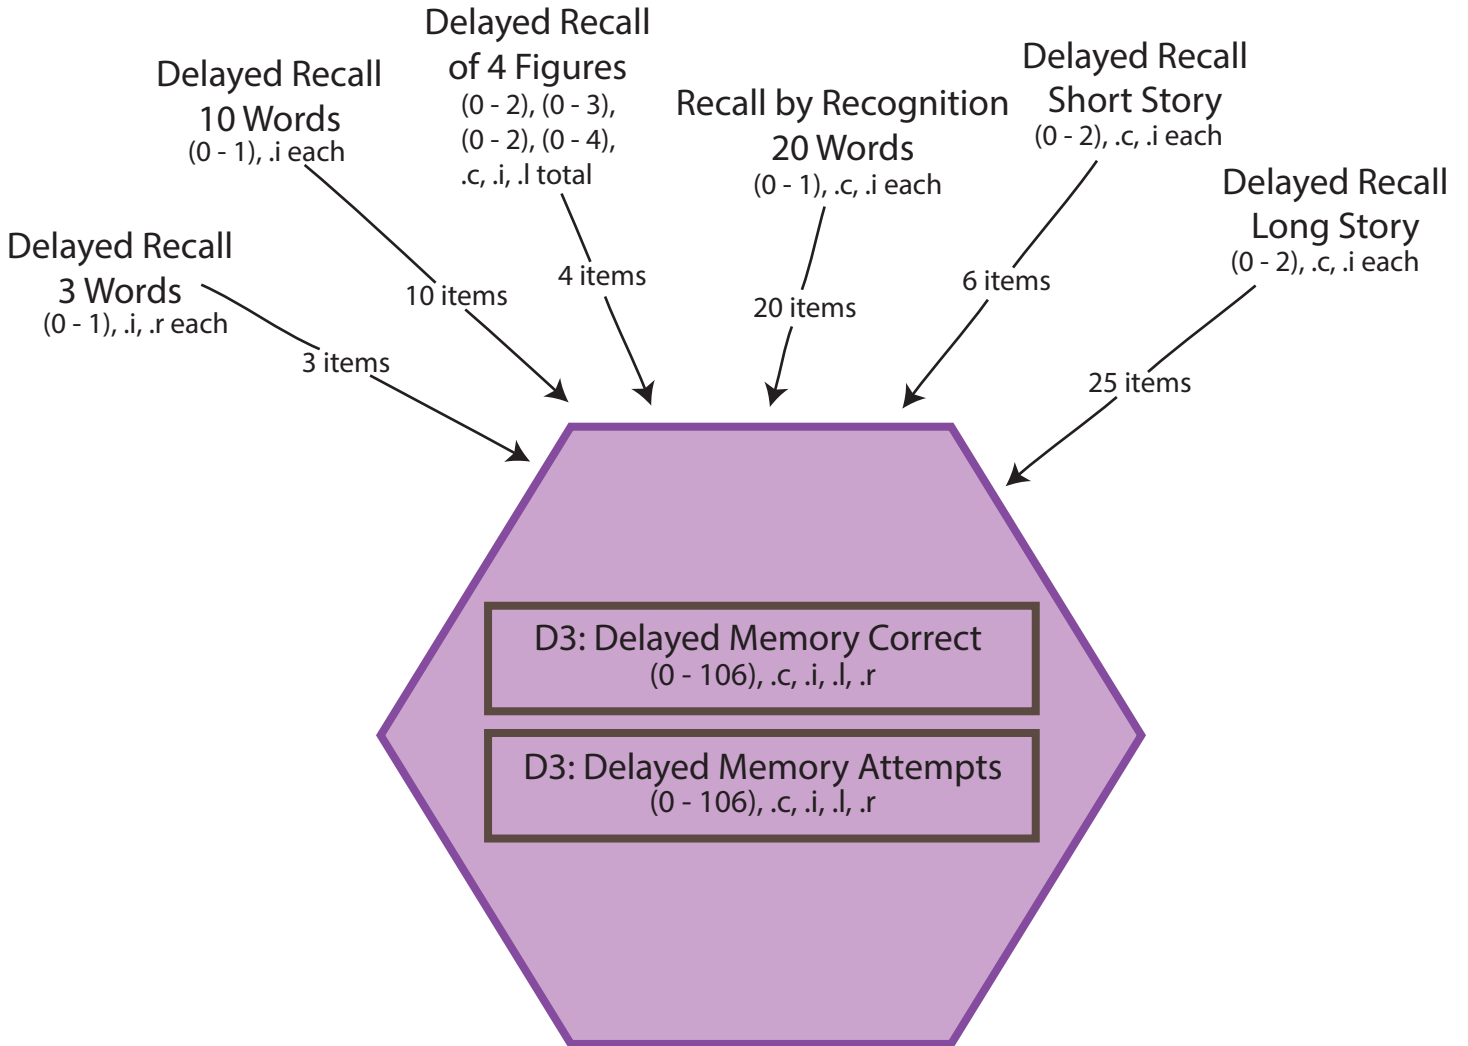 Delayed Recall
3 Words
(0 - 1), .i, .r each
3 items
Delayed Recall
10 Words
(0 - 1), .i each
10 items
Delayed Recall
of 4 Figures
(0 - 2), (0 - 3),
(0 - 2), (0 - 4),
.c, .i, .l total
4 items
Recall by Recognition
20 Words
(0 - 1), .c, .i each
20 items
Delayed Recall
Short Story
(0 - 2), .c, .i each
6 items
Delayed Recall
Long Story
(0 - 2), .c, .i each
25 items
D3: Delayed Memory Correct
(0 - 106), .c, .i, .l, .r
D3: Delayed Memory Attempts
(0 - 106), .c, .i, .l, .r